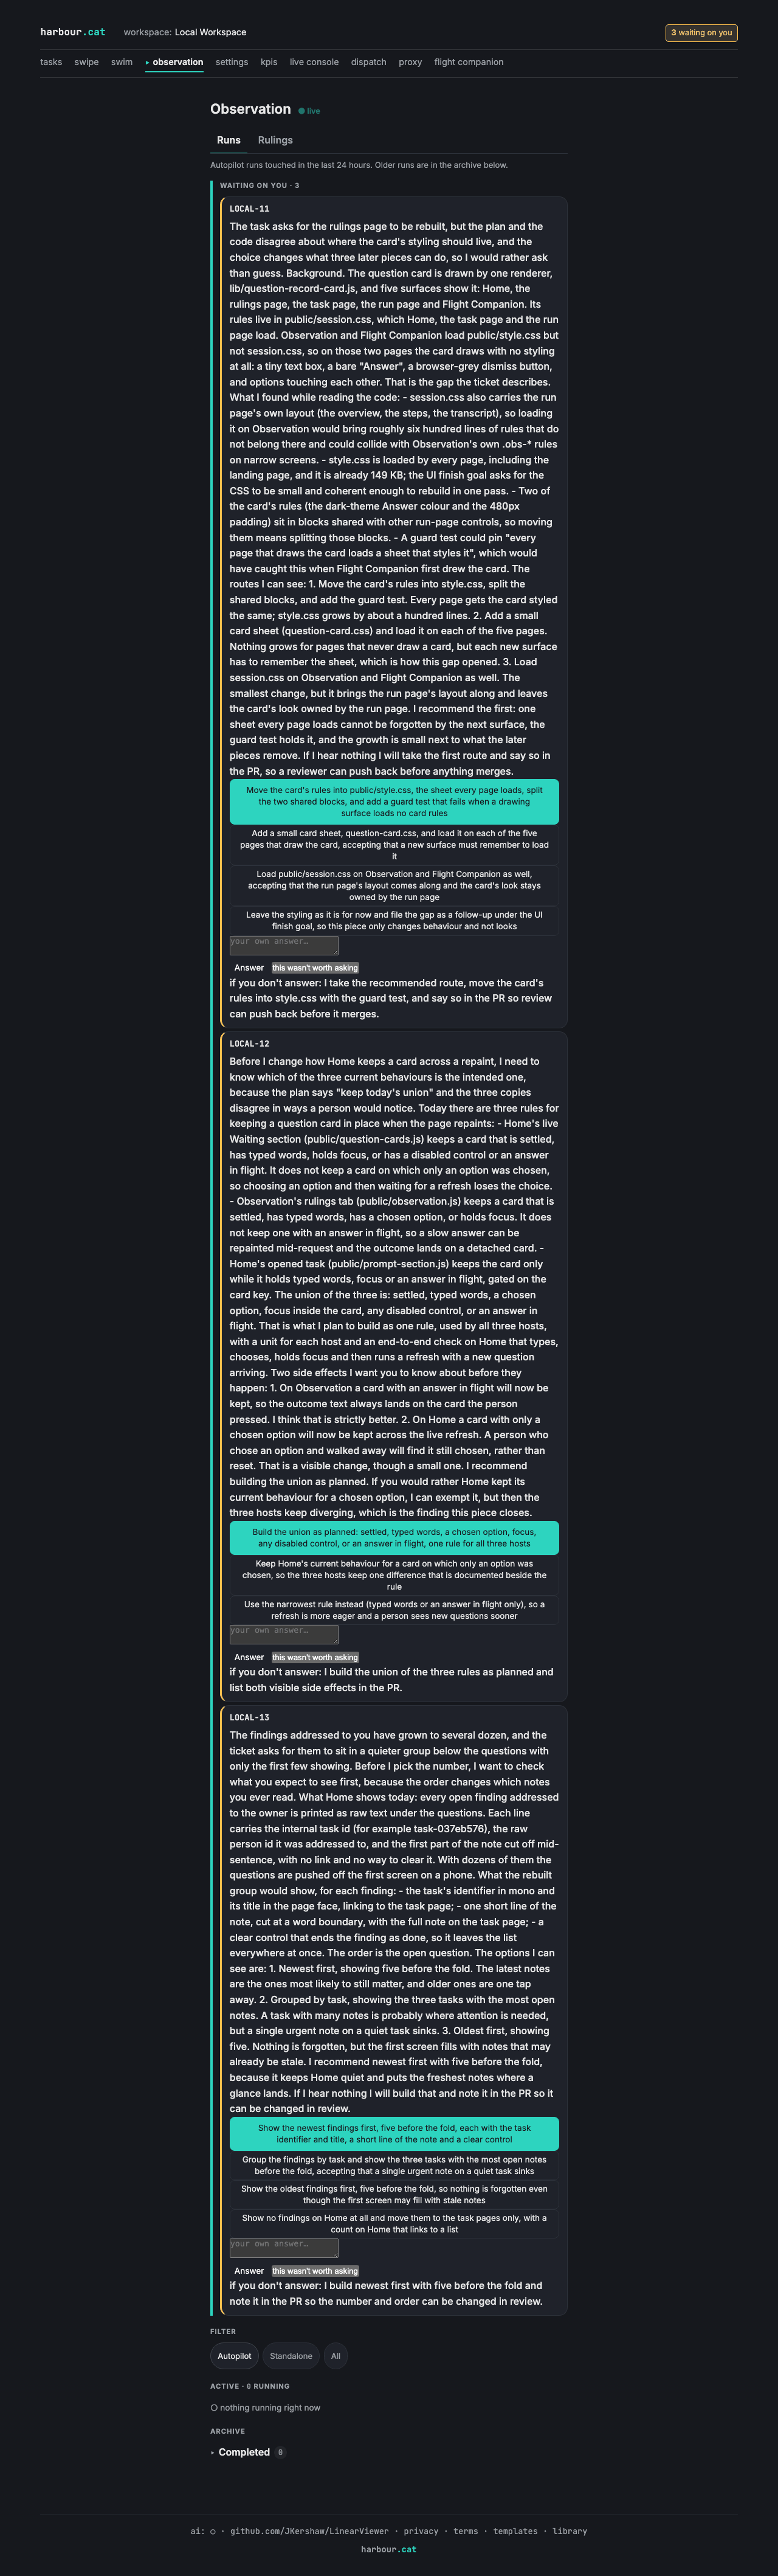 harbour.cat workspace: Local Workspace 3 waiting on you
tasks swipe swim ▸ observation settings kpis live console dispatch proxy flight companion
Observation ● live
Runs Rulings
Autopilot runs touched in the last 24 hours. Older runs are in the archive below.
WAITING ON YOU · 3
LOCAL-11
The task asks for the rulings page to be rebuilt, but the plan and the
code disagree about where the card's styling should live, and the
choice changes what three later pieces can do, so I would rather ask
than guess. Background. The question card is drawn by one renderer,
lib/question-record-card.js, and five surfaces show it: Home, the
rulings page, the task page, the run page and Flight Companion. Its
rules live in public/session.css, which Home, the task page and the run
page load. Observation and Flight Companion load public/style.css but
not session.css, so on those two pages the card draws with no styling
at all: a tiny text box, a bare "Answer", a browser-grey dismiss button,
and options touching each other. That is the gap the ticket describes.
What I found while reading the code: - session.css also carries the run
page's own layout (the overview, the steps, the transcript), so loading
it on Observation would bring roughly six hundred lines of rules that do
not belong there and could collide with Observation's own .obs-* rules
on narrow screens. - style.css is loaded by every page, including the
landing page, and it is already 149 KB; the UI finish goal asks for the
CSS to be small and coherent enough to rebuild in one pass. - Two of
the card's rules (the dark-theme Answer colour and the 480px
padding) sit in blocks shared with other run-page controls, so moving
them means splitting those blocks. - A guard test could pin "every
page that draws the card loads a sheet that styles it", which would
have caught this when Flight Companion first drew the card. The
routes I can see: 1. Move the card's rules into style.css, split the
shared blocks, and add the guard test. Every page gets the card styled
the same; style.css grows by about a hundred lines. 2. Add a small
card sheet (question-card.css) and load it on each of the five pages.
Nothing grows for pages that never draw a card, but each new surface
has to remember the sheet, which is how this gap opened. 3. Load
session.css on Observation and Flight Companion as well. The
smallest change, but it brings the run page's layout along and leaves
the card's look owned by the run page. I recommend the first: one
sheet every page loads cannot be forgotten by the next surface, the
guard test holds it, and the growth is small next to what the later
pieces remove. If I hear nothing I will take the first route and say so in
the PR, so a reviewer can push back before anything merges.
Move the card's rules into public/style.css, the sheet every page loads, split
the two shared blocks, and add a guard test that fails when a drawing
surface loads no card rules
Add a small card sheet, question-card.css, and load it on each of the five
pages that draw the card, accepting that a new surface must remember to load
it
Load public/session.css on Observation and Flight Companion as well,
accepting that the run page's layout comes along and the card's look stays
owned by the run page
Leave the styling as it is for now and file the gap as a follow-up under the UI
finish goal, so this piece only changes behaviour and not looks
your own answer…
Answer this wasn't worth asking
if you don't answer: I take the recommended route, move the card's
rules into style.css with the guard test, and say so in the PR so review
can push back before it merges.
LOCAL-12
Before I change how Home keeps a card across a repaint, I need to
know which of the three current behaviours is the intended one,
because the plan says "keep today's union" and the three copies
disagree in ways a person would notice. Today there are three rules for
keeping a question card in place when the page repaints: - Home's live
Waiting section (public/question-cards.js) keeps a card that is settled,
has typed words, holds focus, or has a disabled control or an answer
in flight. It does not keep a card on which only an option was chosen,
so choosing an option and then waiting for a refresh loses the choice.
- Observation's rulings tab (public/observation.js) keeps a card that is
settled, has typed words, has a chosen option, or holds focus. It does
not keep one with an answer in flight, so a slow answer can be
repainted mid-request and the outcome lands on a detached card. -
Home's opened task (public/prompt-section.js) keeps the card only
while it holds typed words, focus or an answer in flight, gated on the
card key. The union of the three is: settled, typed words, a chosen
option, focus inside the card, any disabled control, or an answer in
flight. That is what I plan to build as one rule, used by all three hosts,
with a unit for each host and an end-to-end check on Home that types,
chooses, holds focus and then runs a refresh with a new question
arriving. Two side effects I want you to know about before they
happen: 1. On Observation a card with an answer in flight will now be
kept, so the outcome text always lands on the card the person
pressed. I think that is strictly better. 2. On Home a card with only a
chosen option will now be kept across the live refresh. A person who
chose an option and walked away will find it still chosen, rather than
reset. That is a visible change, though a small one. I recommend
building the union as planned. If you would rather Home kept its
current behaviour for a chosen option, I can exempt it, but then the
three hosts keep diverging, which is the finding this piece closes.
Build the union as planned: settled, typed words, a chosen option, focus,
any disabled control, or an answer in flight, one rule for all three hosts
Keep Home's current behaviour for a card on which only an option was
chosen, so the three hosts keep one difference that is documented beside the
rule
Use the narrowest rule instead (typed words or an answer in flight only), so a
refresh is more eager and a person sees new questions sooner
your own answer…
Answer this wasn't worth asking
if you don't answer: I build the union of the three rules as planned and
list both visible side effects in the PR.
LOCAL-13
The findings addressed to you have grown to several dozen, and the
ticket asks for them to sit in a quieter group below the questions with
only the first few showing. Before I pick the number, I want to check
what you expect to see first, because the order changes which notes
you ever read. What Home shows today: every open finding addressed
to the owner is printed as raw text under the questions. Each line
carries the internal task id (for example task-037eb576), the raw
person id it was addressed to, and the first part of the note cut off mid-
sentence, with no link and no way to clear it. With dozens of them the
questions are pushed off the first screen on a phone. What the rebuilt
group would show, for each finding: - the task's identifier in mono and
its title in the page face, linking to the task page; - one short line of the
note, cut at a word boundary, with the full note on the task page; - a
clear control that ends the finding as done, so it leaves the list
everywhere at once. The order is the open question. The options I can
see are: 1. Newest first, showing five before the fold. The latest notes
are the ones most likely to still matter, and older ones are one tap
away. 2. Grouped by task, showing the three tasks with the most open
notes. A task with many notes is probably where attention is needed,
but a single urgent note on a quiet task sinks. 3. Oldest first, showing
five. Nothing is forgotten, but the first screen fills with notes that may
already be stale. I recommend newest first with five before the fold,
because it keeps Home quiet and puts the freshest notes where a
glance lands. If I hear nothing I will build that and note it in the PR so it
can be changed in review.
Show the newest findings first, five before the fold, each with the task
identifier and title, a short line of the note and a clear control
Group the findings by task and show the three tasks with the most open notes
before the fold, accepting that a single urgent note on a quiet task sinks
Show the oldest findings first, five before the fold, so nothing is forgotten even
though the first screen may fill with stale notes
Show no findings on Home at all and move them to the task pages only, with a
count on Home that links to a list
your own answer…
Answer this wasn't worth asking
if you don't answer: I build newest first with five before the fold and
note it in the PR so the number and order can be changed in review.
FILTER
Autopilot Standalone All
ACTIVE · 0 RUNNING
○ nothing running right now
ARCHIVE
▸ Completed 0
ai: ○ · github.com/JKershaw/LinearViewer · privacy · terms · templates · library
harbour.cat